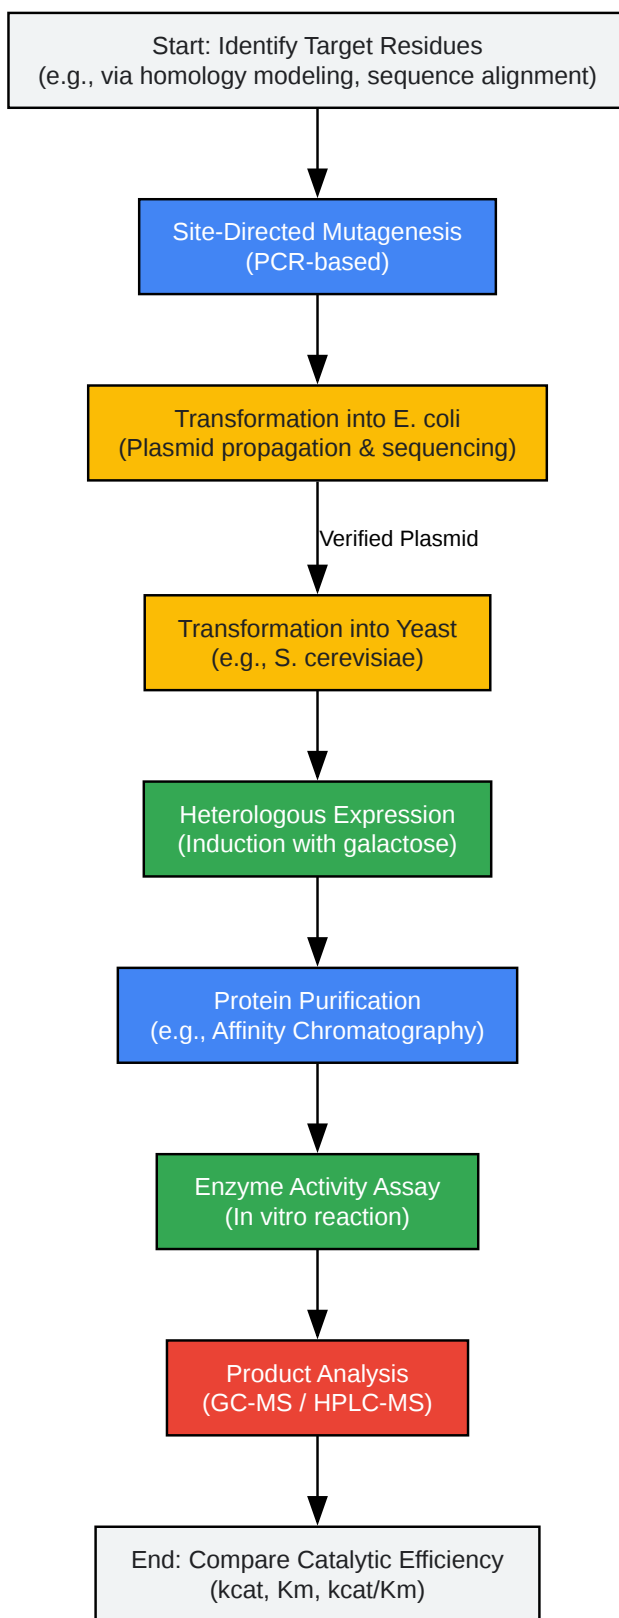 Start: Identify Target Residues
(e.g., via homology modeling, sequence alignment)
Site-Directed Mutagenesis
(PCR-based)
Transformation into E. coli
(Plasmid propagation & sequencing)
Verified Plasmid
Transformation into Yeast
(e.g., S. cerevisiae)
Heterologous Expression
(Induction with galactose)
Protein Purification
(e.g., Affinity Chromatography)
Enzyme Activity Assay
(In vitro reaction)
Product Analysis
(GC-MS / HPLC-MS)
End: Compare Catalytic Efficiency
(kcat, Km, kcat/Km)